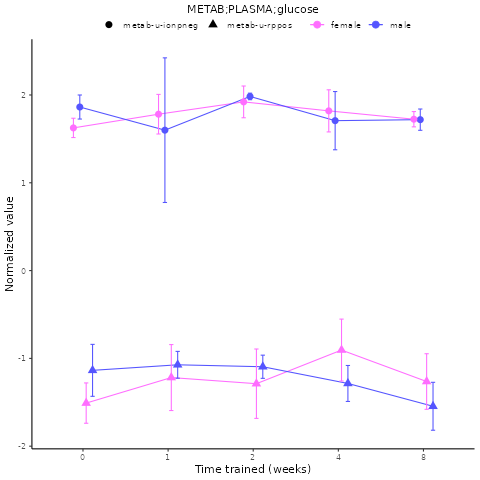 METAB;PLASMA;glucose
metab-u-ionpneg metab-u-rppos female male
Normalized value
2
1
0
-1
-2
0 1 2 4 8
Time trained (weeks)